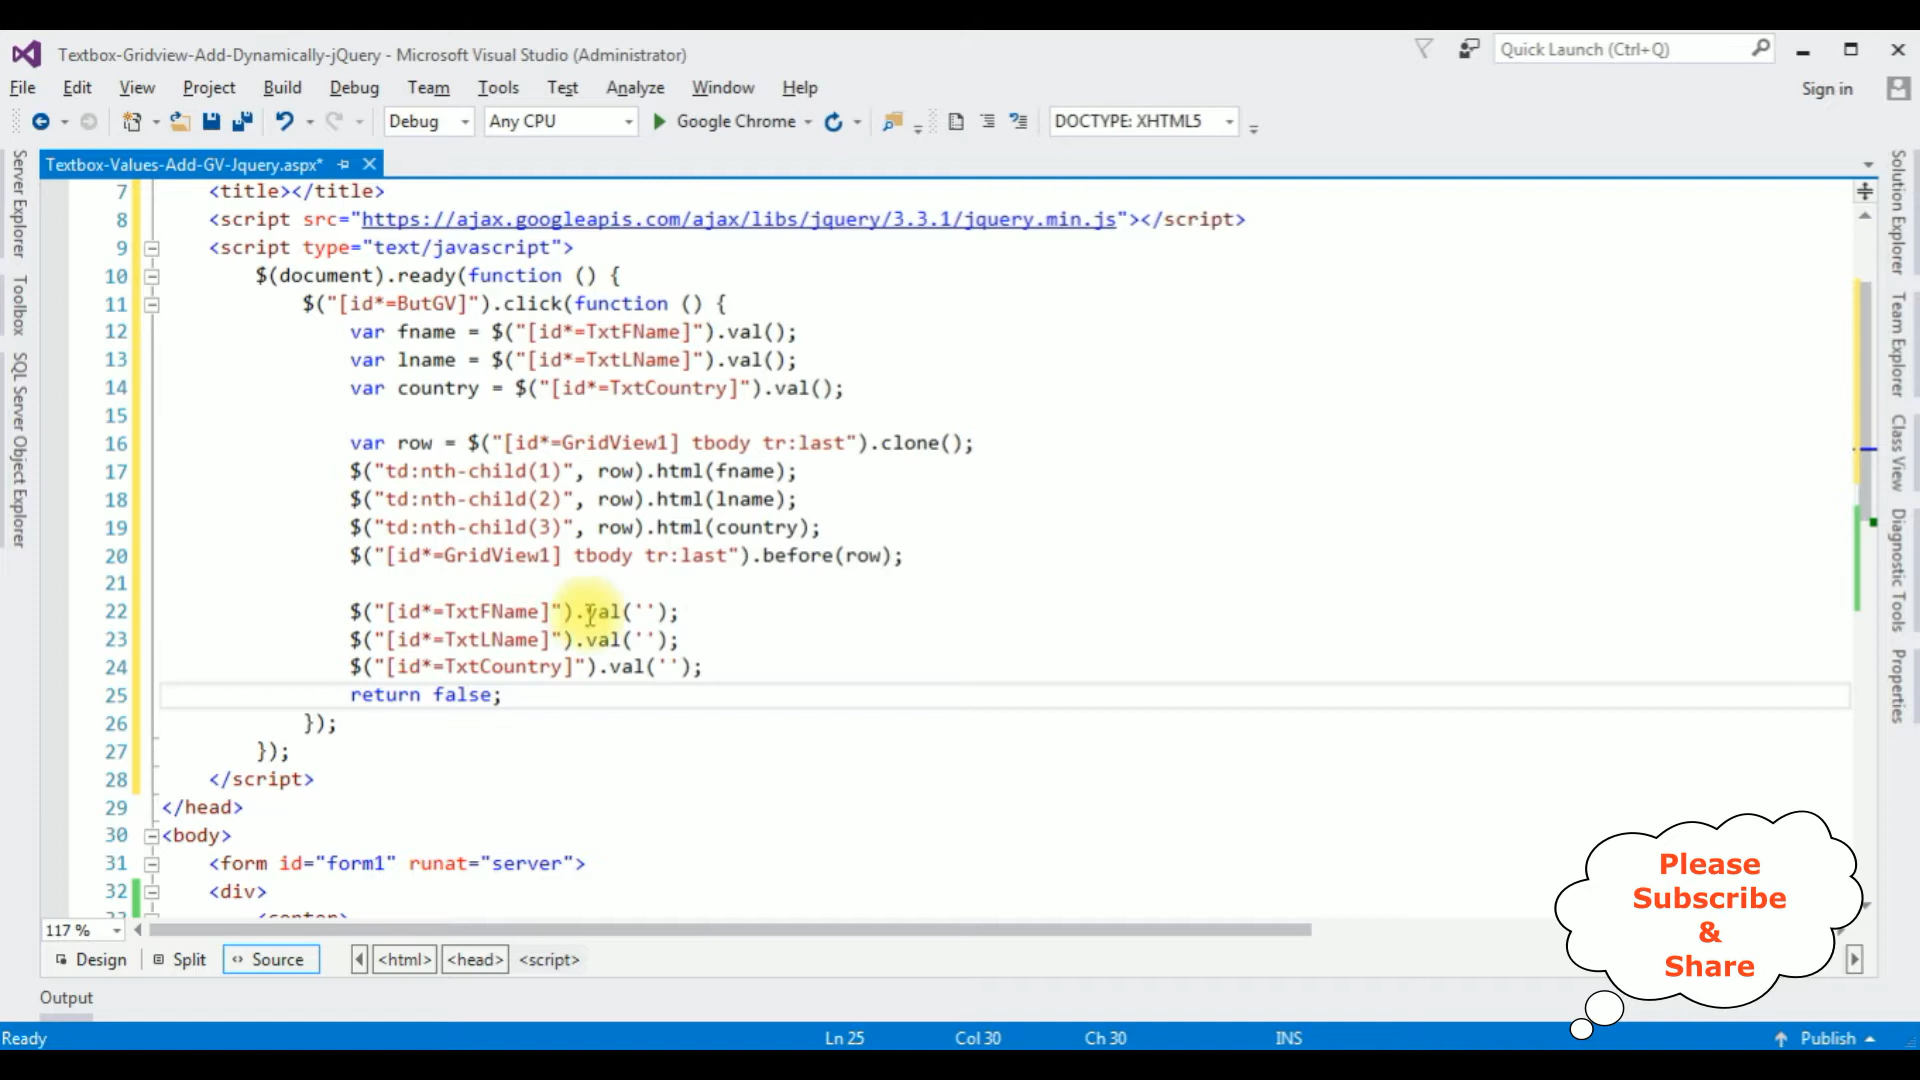 Textbox-Gridview-Add-Dynamically-jQuery - Microsoft Visual Studio (Administrator)
Quick Launch (Ctrl+Q)
File Edit View Project Build Debug Team Tools Test Analyze Window Help
Sign in
Debug Any CPU Google Chrome DOCTYPE: XHTML5
Textbox-Values-Add-GV-Jquery.aspx*
Server Explorer
Toolbox
SQL Server Object Explorer
7 <title></title>
8 <script src="https://ajax.googleapis.com/ajax/libs/jquery/3.3.1/jquery.min.js"></script>
9 <script type="text/javascript">
10 $(document).ready(function () {
11 $("[id*=ButGV]").click(function () {
12 var fname = $("[id*=TxtFName]").val();
13 var lname = $("[id*=TxtLName]").val();
14 var country = $("[id*=TxtCountry]").val();
15
16 var row = $("[id*=GridView1] tbody tr:last").clone();
17 $("td:nth-child(1)", row).html(fname);
18 $("td:nth-child(2)", row).html(lname);
19 $("td:nth-child(3)", row).html(country);
20 $("[id*=GridView1] tbody tr:last").before(row);
21
22 $("[id*=TxtFName]").val('');
23 $("[id*=TxtLName]").val('');
24 $("[id*=TxtCountry]").val('');
25 return false;
26 });
27 });
28 </script>
29 </head>
30 <body>
31 <form id="form1" runat="server">
32 <div>
33 <center>
Solution Explorer
Team Explorer
Class View
Diagnostic Tools
Properties
Please
Subscribe
&
Share
117 %
Design Split Source <html> <head> <script>
Output
Ready Ln 25 Col 30 Ch 30 INS Publish